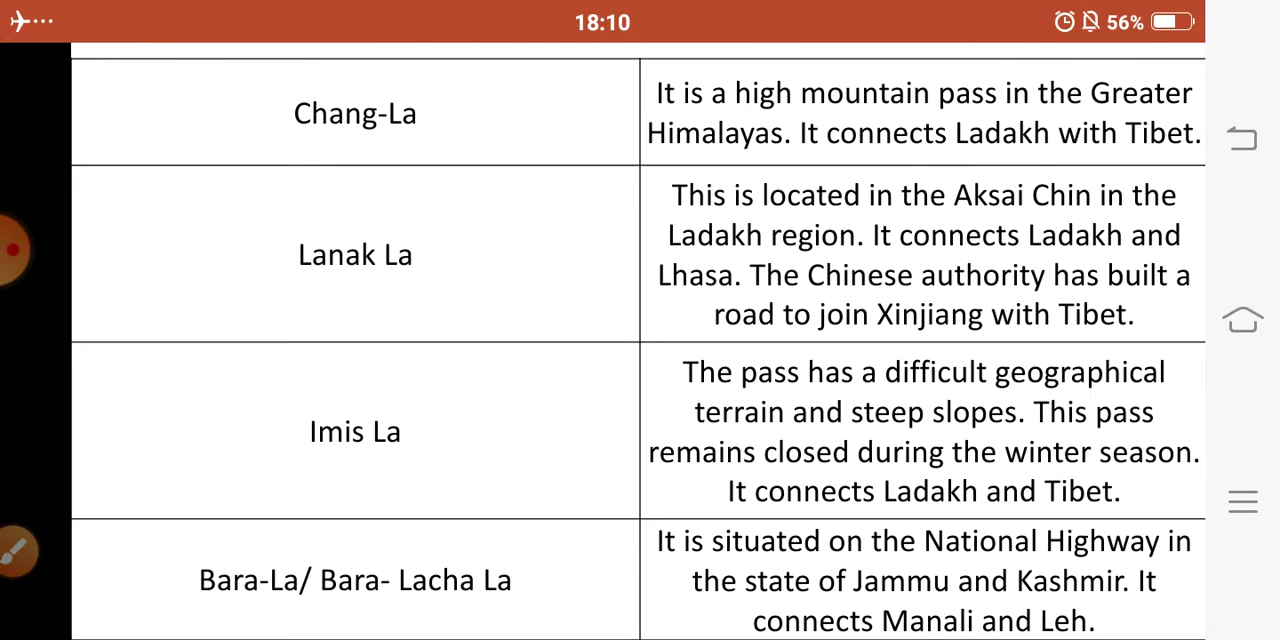 18:10
56%
Chang-La
It is a high mountain pass in the Greater
Himalayas. It connects Ladakh with Tibet.
Lanak La
This is located in the Aksai Chin in the
Ladakh region. It connects Ladakh and
Lhasa. The Chinese authority has built a
road to join Xinjiang with Tibet.
Imis La
The pass has a difficult geographical
terrain and steep slopes. This pass
remains closed during the winter season.
It connects Ladakh and Tibet.
Bara-La/ Bara- Lacha La
It is situated on the National Highway in
the state of Jammu and Kashmir. It
connects Manali and Leh.